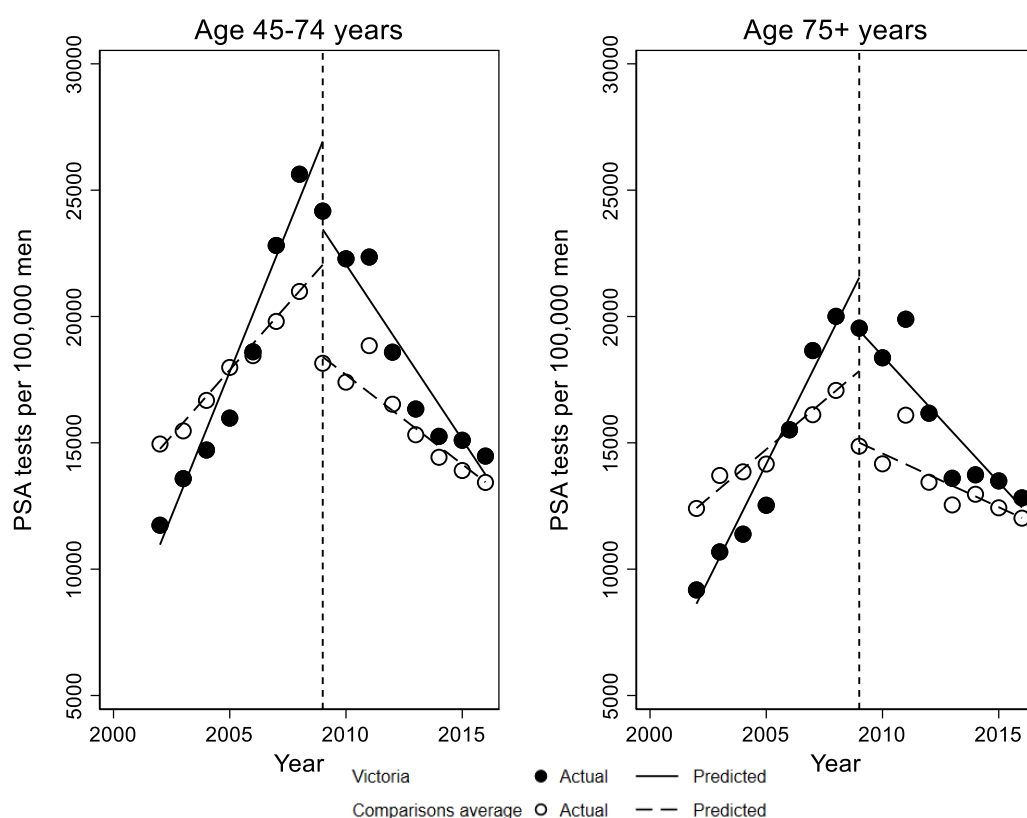 Age 45-74 years
PSA tests per 100,000 men
30000
25000
20000
15000
10000
5000
2000 2005 2010 2015
Year
Age 75+ years
PSA tests per 100,000 men
30000
25000
20000
15000
10000
5000
2000 2005 2010 2015
Year
Victoria Actual Predicted
Comparisons average Actual Predicted